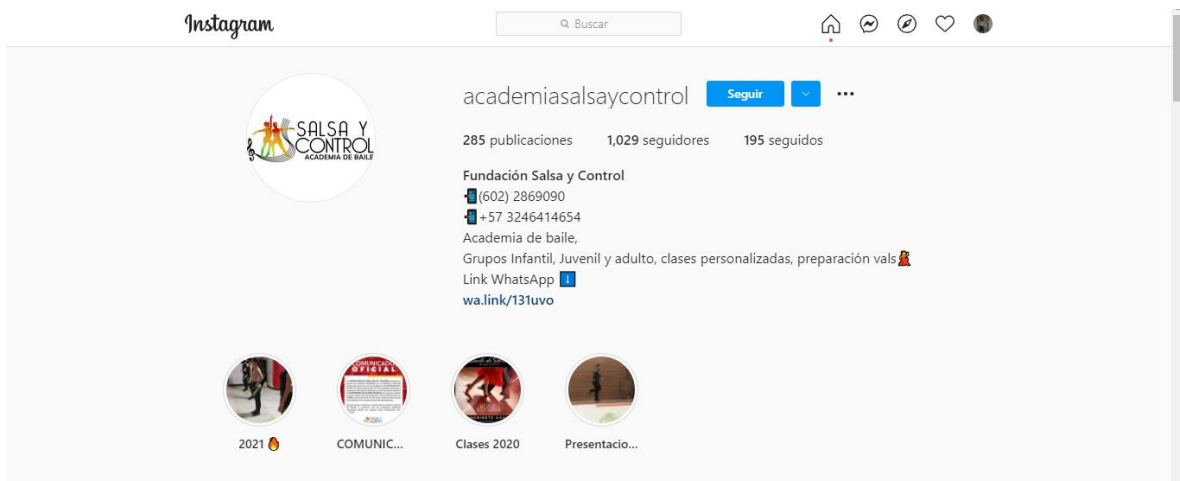 Instagram
Buscar
academiasalsaycontrol Seguir
285 publicaciones 1,029 seguidores 195 seguidos
SALSA Y
CONTROL
ACADEMIA DE BAILE
Fundación Salsa y Control
(602) 2869090
+57 3246414654
Academia de baile,
Grupos Infantil, Juvenil y adulto, clases personalizadas, preparación vals💃
Link WhatsApp ⬇️
wa.link/131uvo
COMUNICADO
OFICIAL
2021🔥 COMUNIC... Clases 2020 Presentacio...